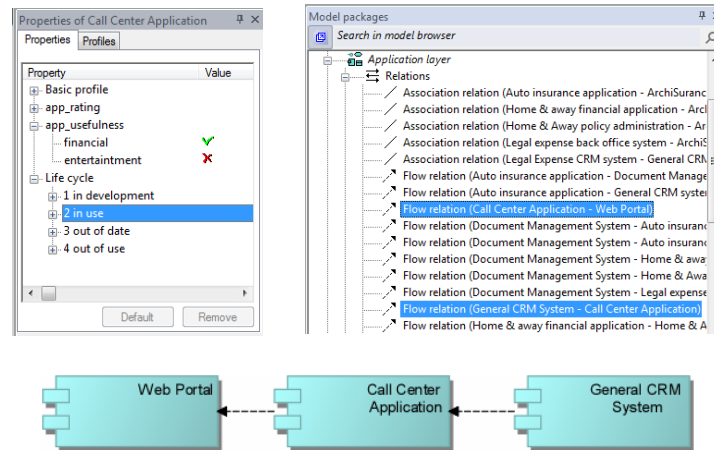 Properties of Call Center Application
Properties Profiles
Property Value
Basic profile
app_rating
app_usefulness
financial
entertaintment
Life cycle
1 in development
2 in use
3 out of date
4 out of use
Default Remove
Model packages
Search in model browser
Application layer
Relations
Association relation (Auto insurance application - ArchiSuranc
Association relation (Home & away financial application - Arcl
Association relation (Home & Away policy administration - Ar
Association relation (Legal expense back office system - ArchiS
Association relation (Legal Expense CRM system - General CRM
Flow relation (Auto insurance application - Document Manage
Flow relation (Auto insurance application - General CRM syster
Flow relation (Call Center Application - Web Portal)
Flow relation (Document Management System - Auto insuranc
Flow relation (Document Management System - Auto insuranc
Flow relation (Document Management System - Home & awa
Flow relation (Document Management System - Home & Awa
Flow relation (Document Management System - Legal expense
Flow relation (General CRM System - Call Center Application)
Flow relation (Home & away financial application - Home & A
Web Portal
Call Center
Application
General CRM
System